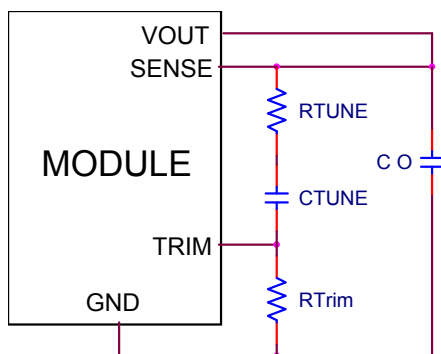 VOUT
SENSE
RTUNE
MODULE
C O
CTUNE
TRIM
RTrim
GND